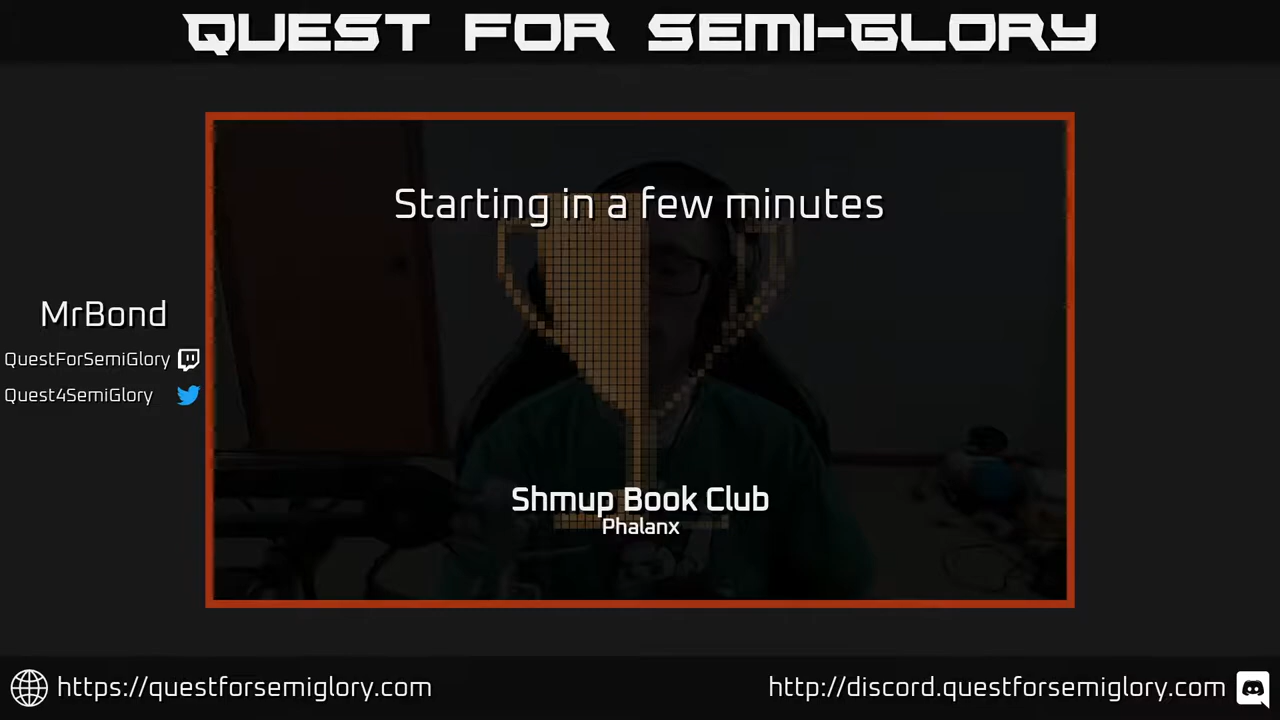 QUEST FOR SEMI-GLORY
Starting in a few minutes
MrBond
QuestForSemiGlory
Quest4SemiGlory
Shmup Book Club
Phalanx
https://questforsemiglory.com
http://discord.questforsemiglory.com